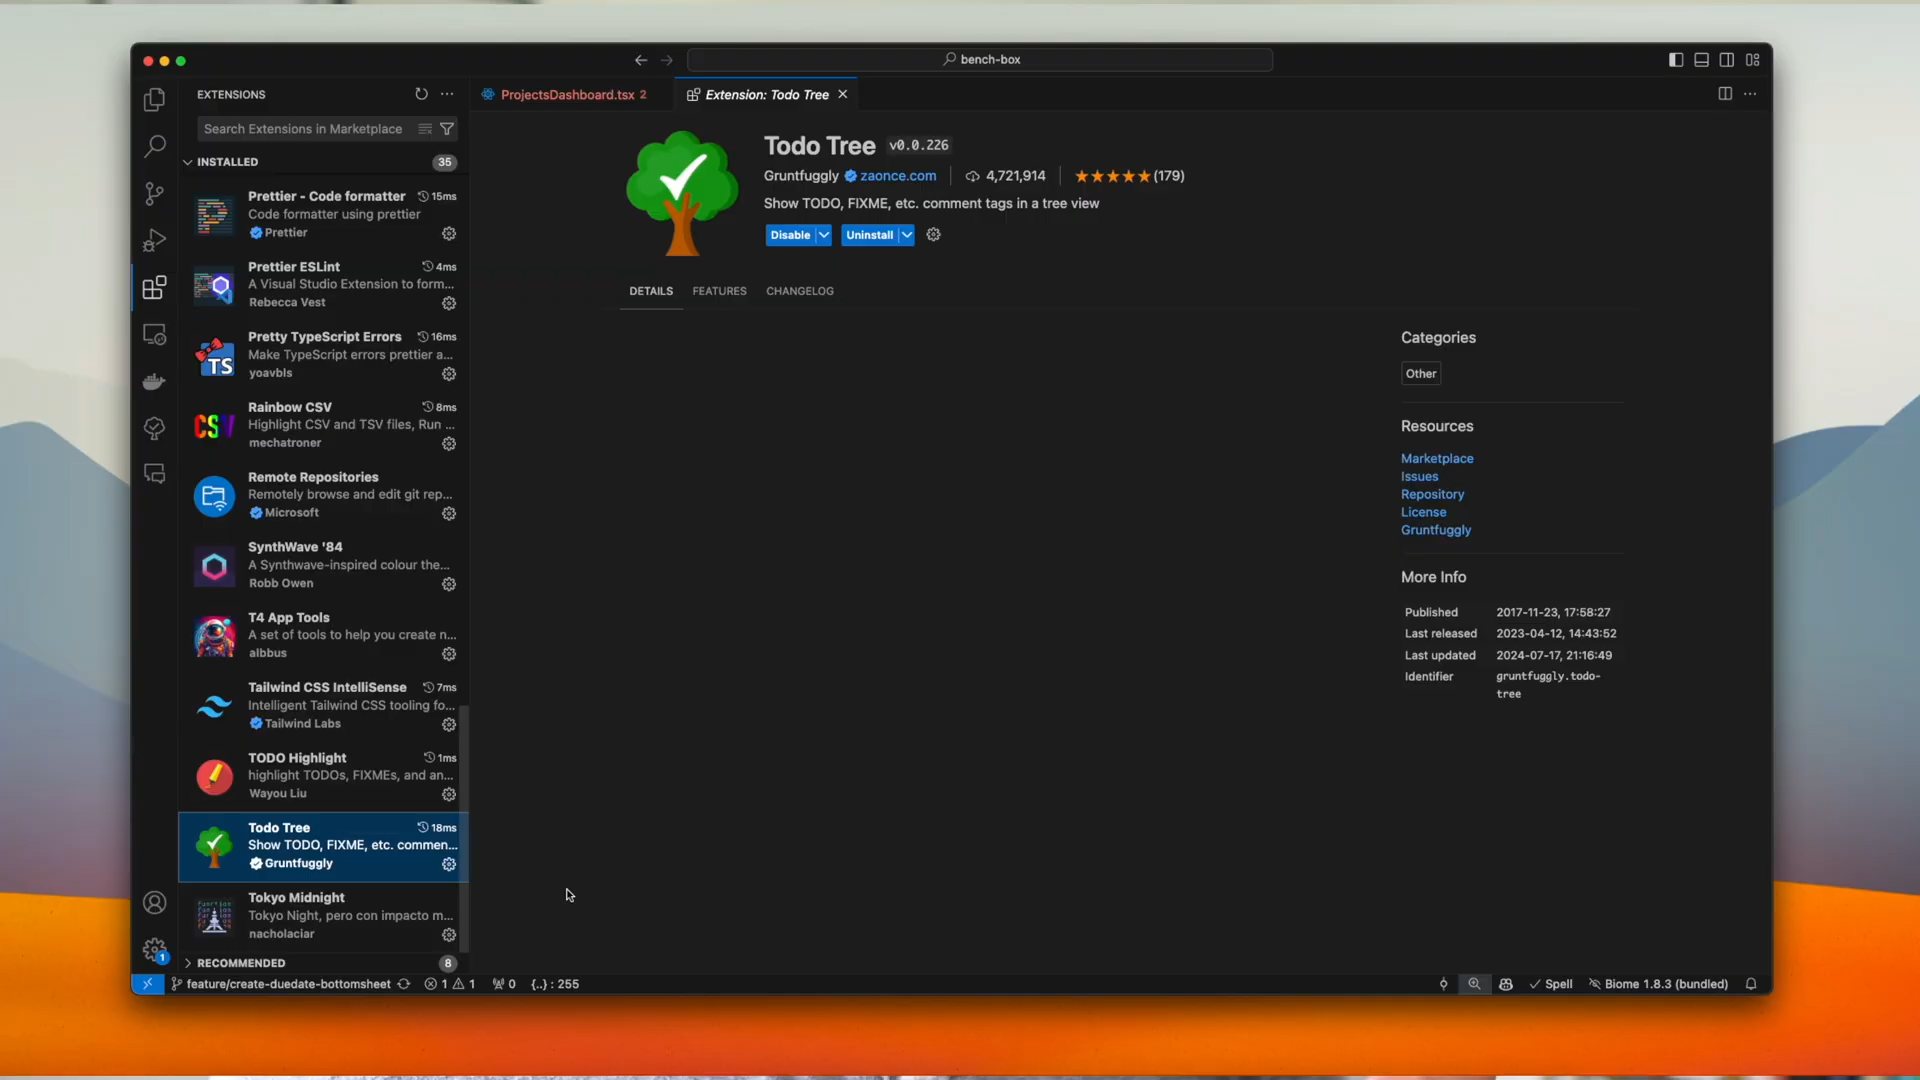 bench-box
EXTENSIONS
Search Extensions in Marketplace
INSTALLED
35
Prettier - Code formatter 15ms
Code formatter using prettier
Prettier
Prettier ESLint 4ms
A Visual Studio Extension to form...
Rebecca Vest
Pretty TypeScript Errors 16ms
Make TypeScript errors prettier a...
yoavbls
Rainbow CSV 8ms
Highlight CSV and TSV files, Run ...
mechatroner
Remote Repositories
Remotely browse and edit git rep...
Microsoft
SynthWave '84
A Synthwave-inspired colour the...
Robb Owen
T4 App Tools
A set of tools to help you create n...
albbus
Tailwind CSS IntelliSense 7ms
Intelligent Tailwind CSS tooling fo...
Tailwind Labs
TODO Highlight 1ms
highlight TODOs, FIXMEs, and an...
Wayou Liu
Todo Tree 18ms
Show TODO, FIXME, etc. commen...
Gruntfuggly
Tokyo Midnight
Tokyo Night, pero con impacto m...
nacholaciar
RECOMMENDED
8
TS
CSV
1
ProjectsDashboard.tsx 2
Extension: Todo Tree
Todo Tree v0.0.226
Gruntfuggly zaonce.com 4,721,914 (179)
Show TODO, FIXME, etc. comment tags in a tree view
Disable
Uninstall
DETAILS
FEATURES
CHANGELOG
Categories
Other
Resources
Marketplace
Issues
Repository
License
Gruntfuggly
More Info
Published 2017-11-23, 17:58:27
Last released 2023-04-12, 14:43:52
Last updated 2024-07-17, 21:16:49
Identifier gruntfuggly.todo-
tree
feature/create-duedate-bottomsheet 1 1 0 {..} : 255
Spell Biome 1.8.3 (bundled)